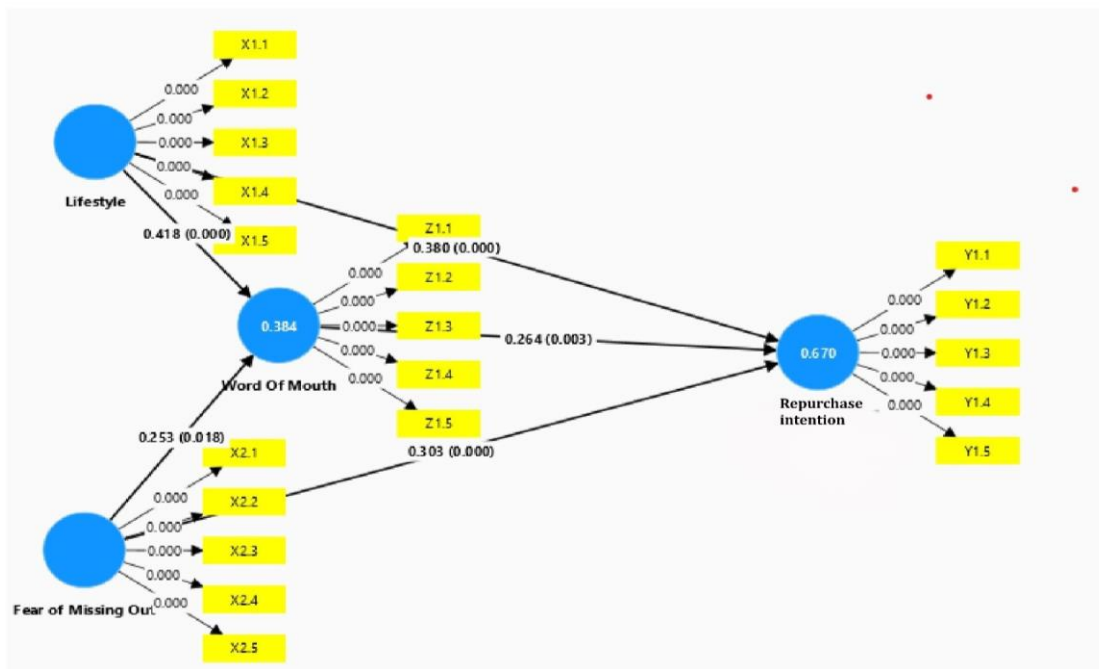 X1.1
0.000
X1.2
0.000
0.000
X1.3
0.000
X1.4
0.000
Lifestyle
X1.5
0.418 (0.000)
Z1.1
0.380 (0.000)
0.000
Z1.2
0.000
0.384
0.000
Z1.3
0.264 (0.003)
0.000
Z1.4
Word Of Mouth
0.000
Z1.5
Y1.1
0.000
Y1.2
0.000
0.670
0.000
Y1.3
0.000
Y1.4
Repurchase
intention
0.000
Y1.5
0.253 (0.018)
0.303 (0.000)
X2.1
0.000
X2.2
0.000
0.000
X2.3
0.000
X2.4
Fear of Missing Out
0.000
X2.5